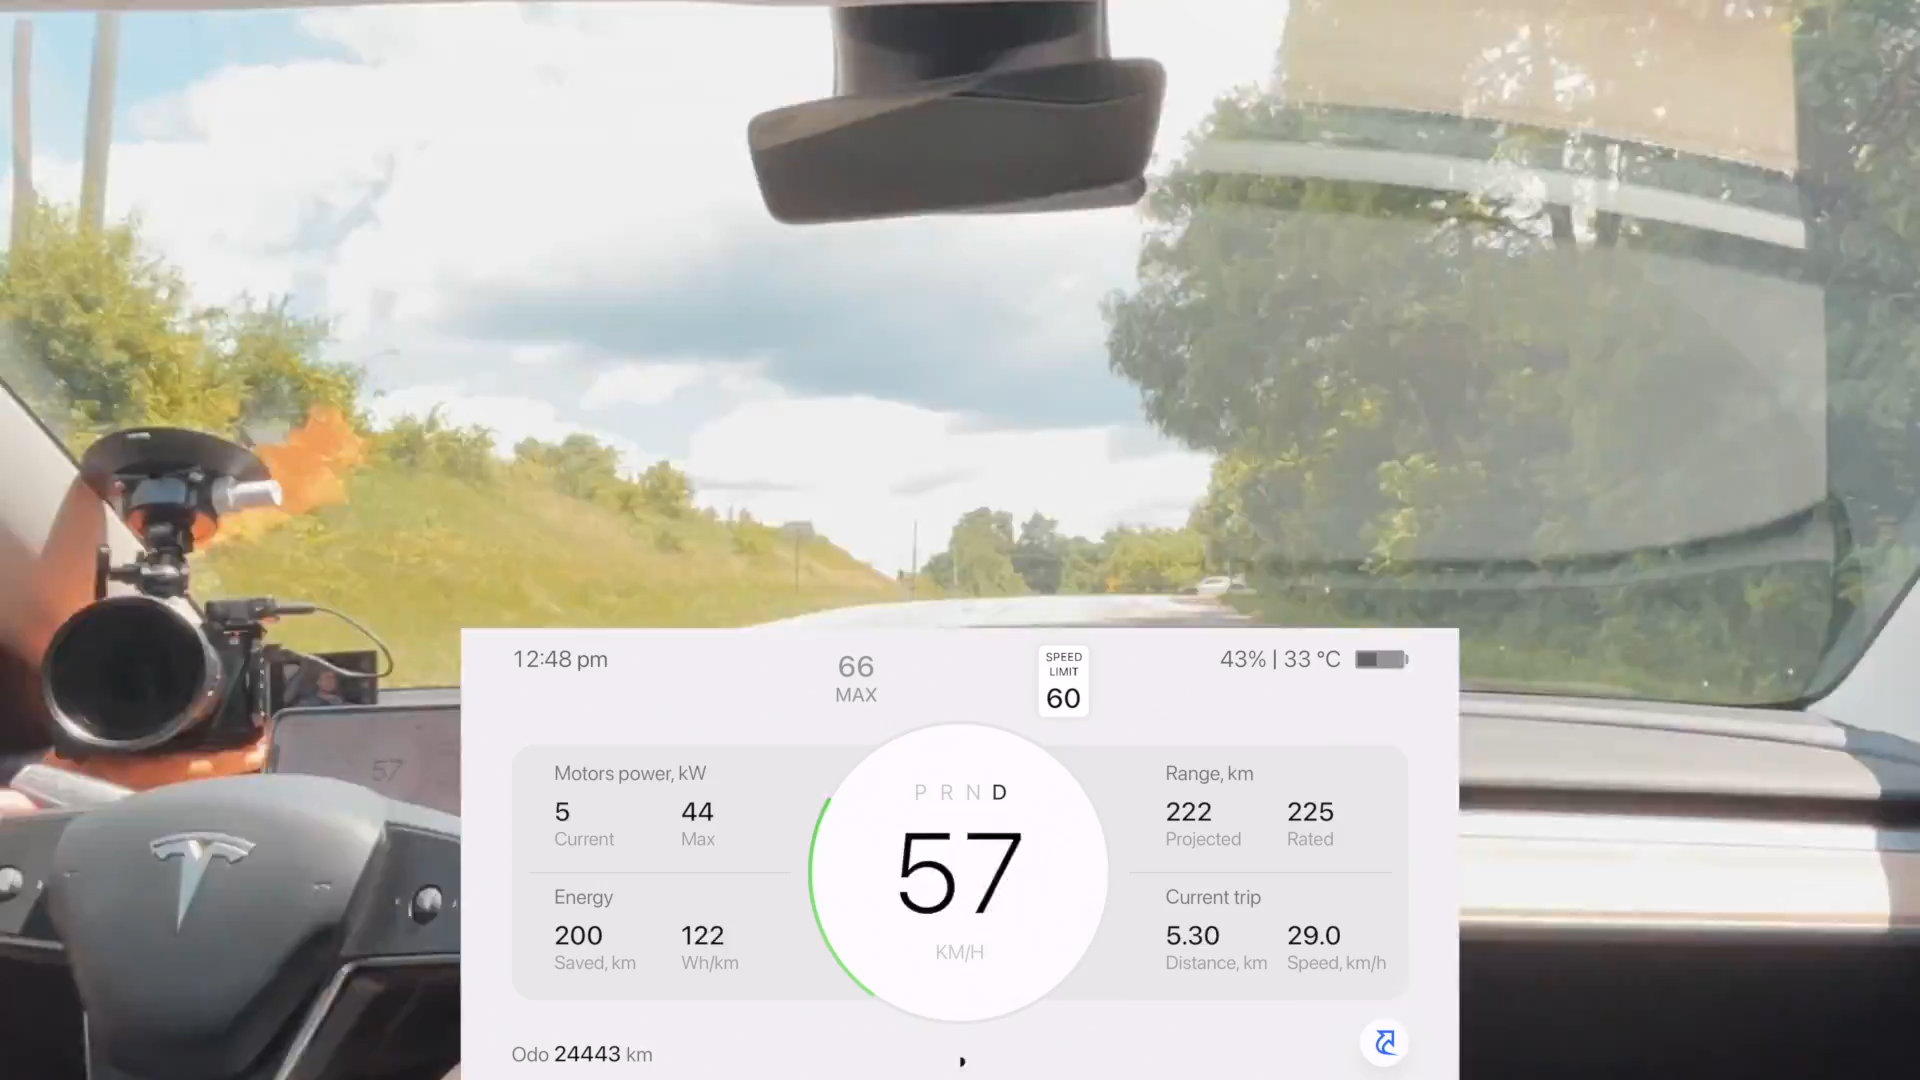 12:48 pm
66
MAX
SPEED
LIMIT
60
43% | 33 °C
Motors power, kW
5 44
Current Max
Energy
200 122
Saved, km Wh/km
P R N D
57
KM/H
Range, km
222 225
Projected Rated
Current trip
5.30 29.0
Distance, km Speed, km/h
Odo 24443 km
57